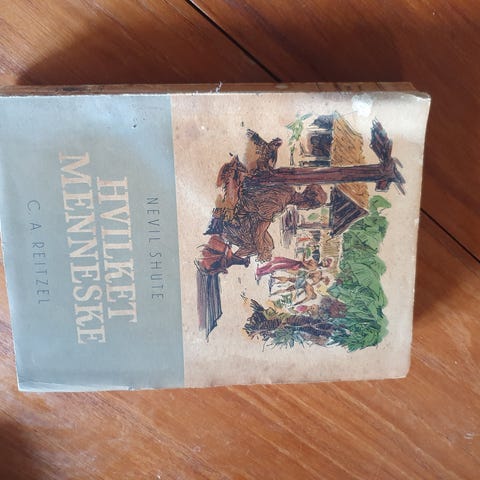 NEVIL SHUTE
HVILKET
MENNESKE
C. A REITZEL